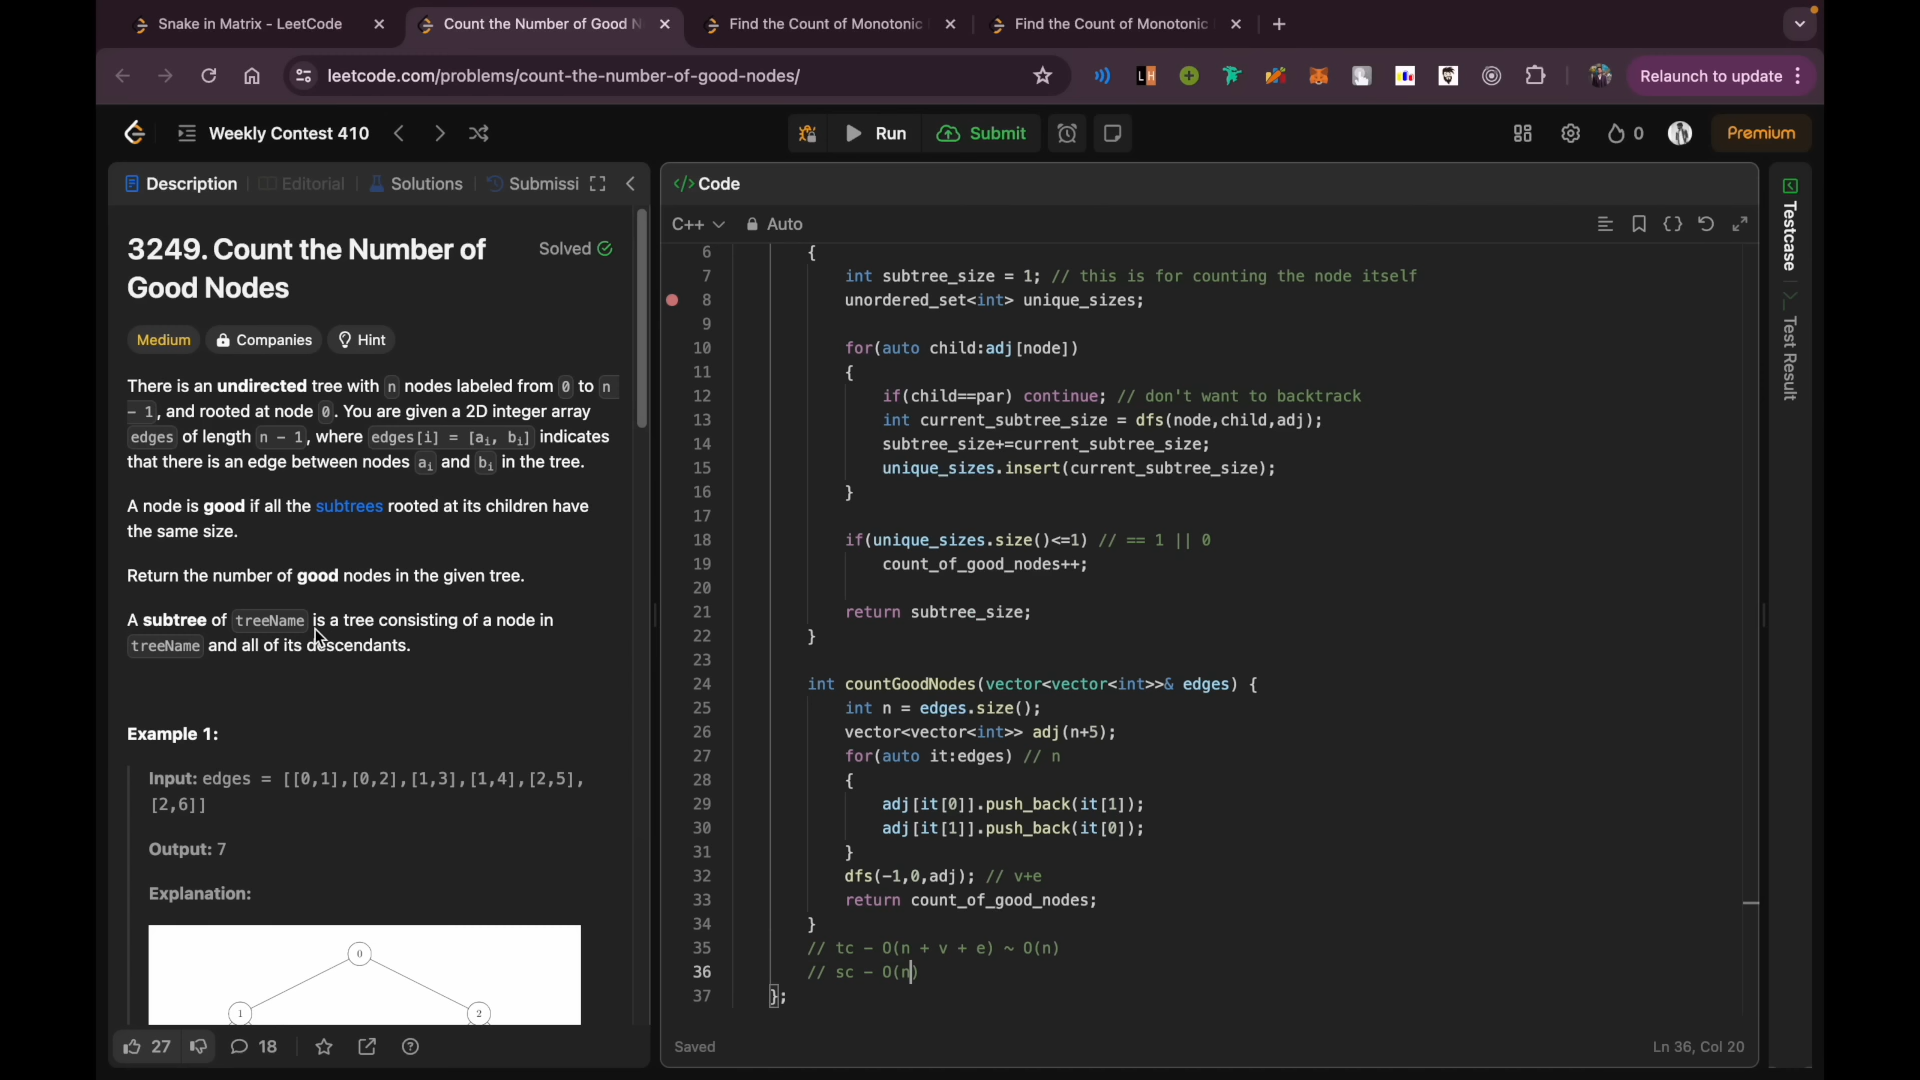 Snake in Matrix - LeetCode
Count the Number of Good N
Find the Count of Monotonic
Find the Count of Monotonic
leetcode.com/problems/count-the-number-of-good-nodes/
LH
Relaunch to update
Weekly Contest 410
Run
Submit
0
Premium
Description
Editorial
Solutions
Submissi
</> Code
C++
Auto
3249. Count the Number of
Good Nodes
Solved
Medium
Companies
Hint
There is an undirected tree with n nodes labeled from 0 to n
- 1, and rooted at node 0. You are given a 2D integer array
edges of length n - 1, where edges[i] = [ai, bi] indicates
that there is an edge between nodes ai and bi in the tree.
A node is good if all the subtrees rooted at its children have
the same size.
Return the number of good nodes in the given tree.
A subtree of treeName is a tree consisting of a node in
treeName and all of its descendants.
Example 1:
Input: edges = [[0,1],[0,2],[1,3],[1,4],[2,5],
[2,6]]
Output: 7
Explanation:
0
1
2
27
18
6 {
7 int subtree_size = 1; // this is for counting the node itself
8 unordered_set<int> unique_sizes;
9
10 for(auto child:adj[node])
11 {
12 if(child==par) continue; // don't want to backtrack
13 int current_subtree_size = dfs(node,child,adj);
14 subtree_size+=current_subtree_size;
15 unique_sizes.insert(current_subtree_size);
16 }
17
18 if(unique_sizes.size()<=1) // == 1 || 0
19 count_of_good_nodes++;
20
21 return subtree_size;
22 }
23
24 int countGoodNodes(vector<vector<int>>& edges) {
25 int n = edges.size();
26 vector<vector<int>> adj(n+5);
27 for(auto it:edges) // n
28 {
29 adj[it[0]].push_back(it[1]);
30 adj[it[1]].push_back(it[0]);
31 }
32 dfs(-1,0,adj); // v+e
33 return count_of_good_nodes;
34 }
35 // tc - O(n + v + e) ~ O(n)
36 // sc - O(n)
37 };
Saved
Ln 36, Col 20
Testcase
Test Result